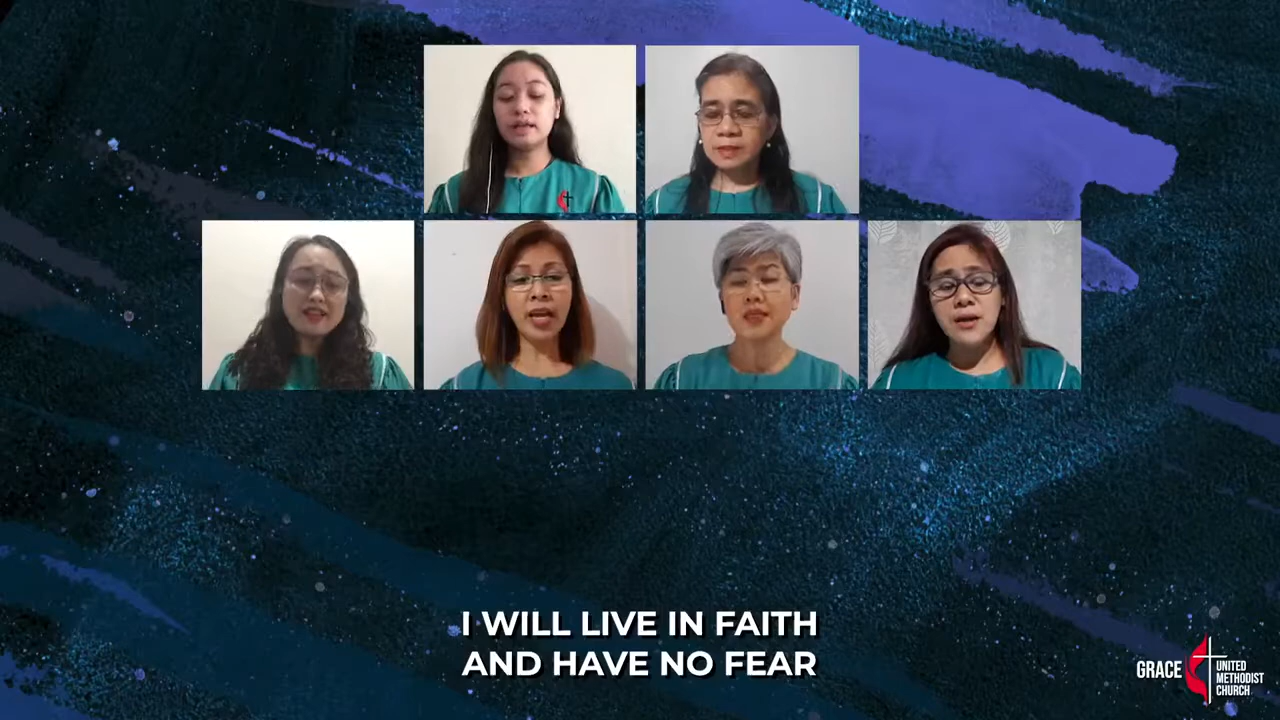 I WILL LIVE IN FAITH
AND HAVE NO FEAR
GRACE
UNITED
METHODIST
CHURCH